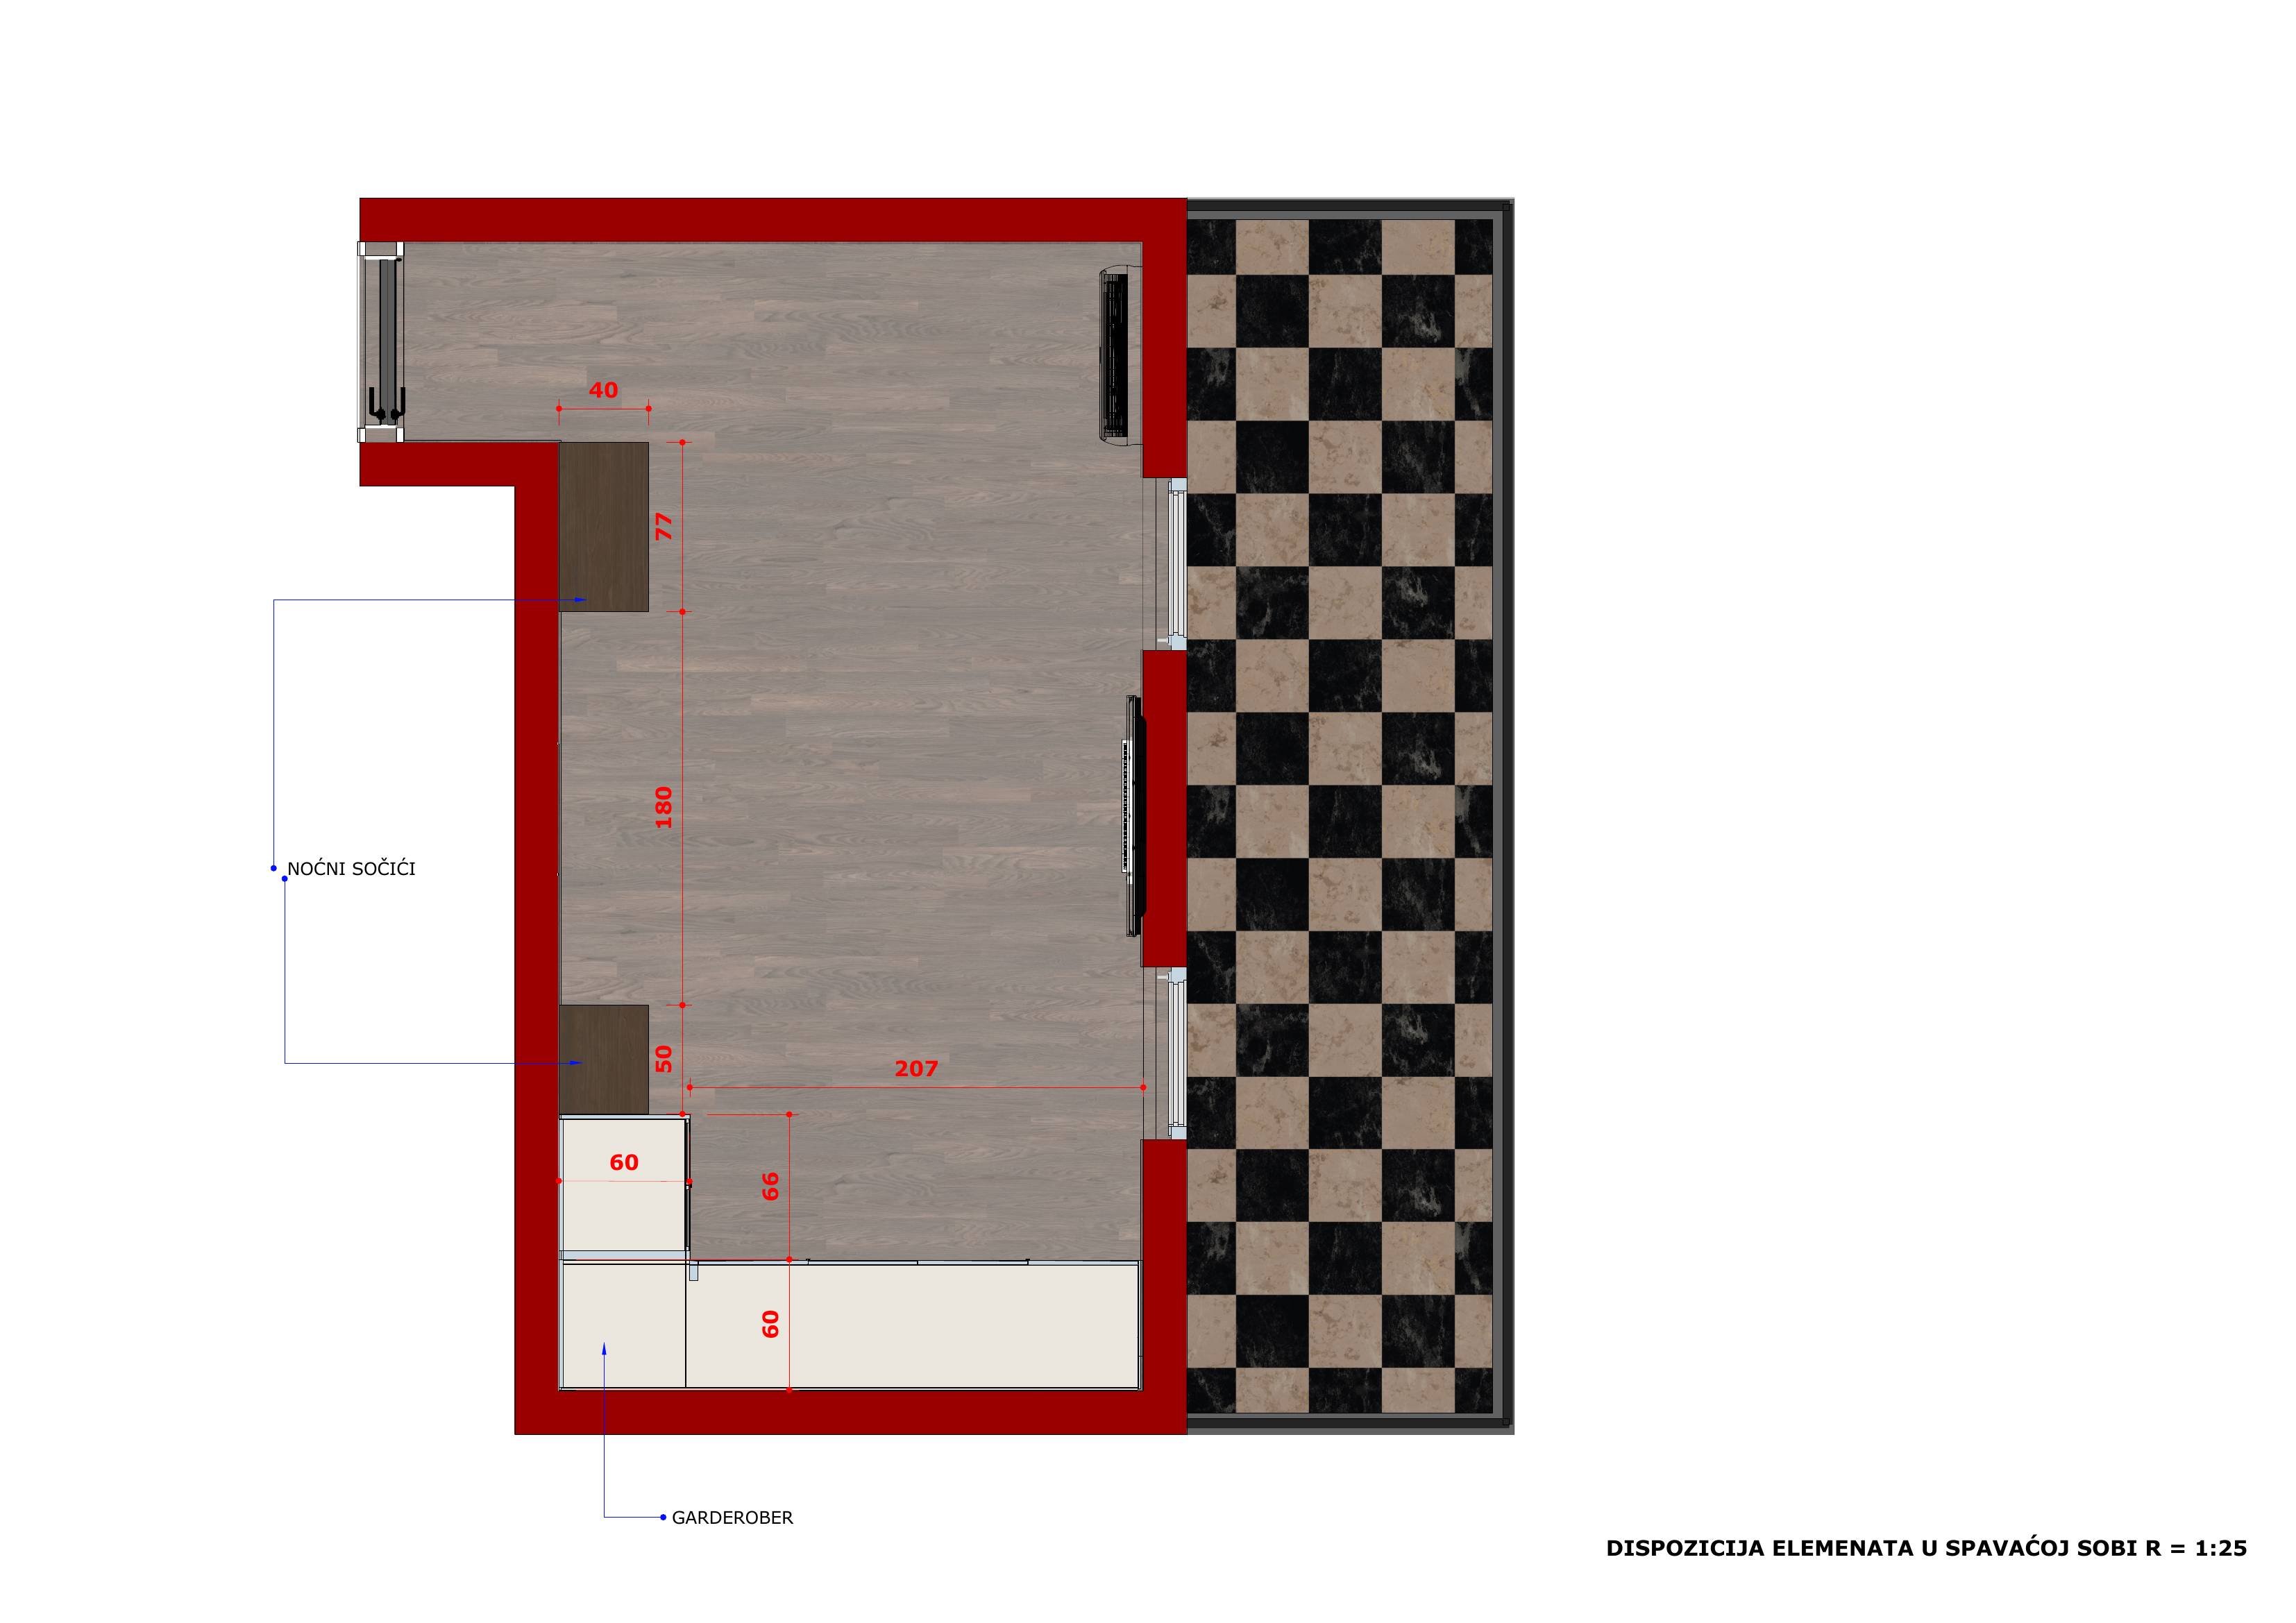 40
77
180
NOĆNI SOČIĆI
50
207
60
66
60
GARDEROBER
DISPOZICIJA ELEMENATA U SPAVAĆOJ SOBI R = 1:25